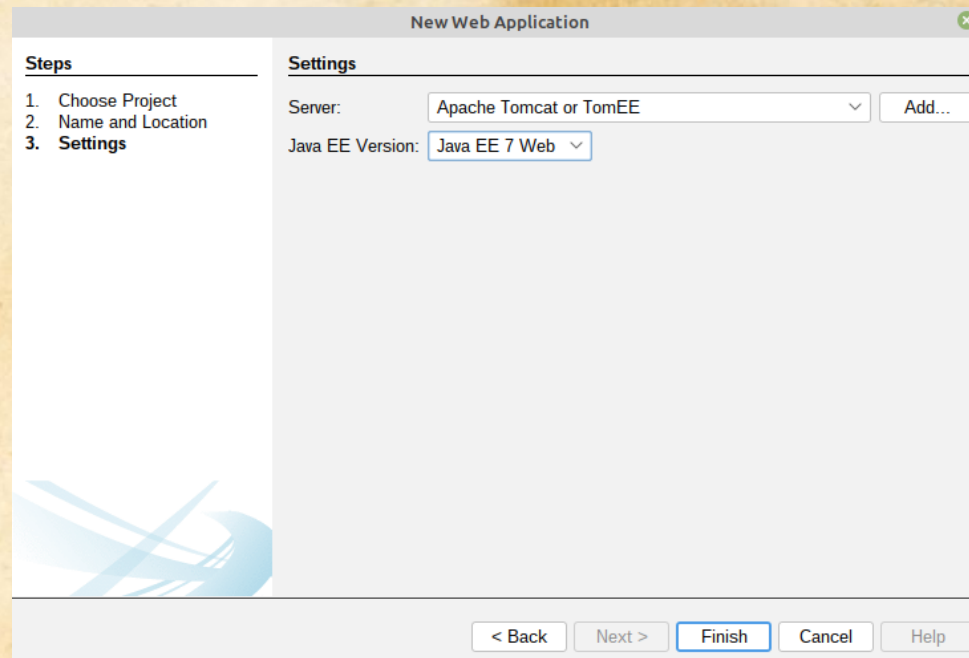 New Web Application
Steps
1. Choose Project
2. Name and Location
3. Settings
Settings
Server: Apache Tomcat or TomEE Add...
Java EE Version: Java EE 7 Web
< Back Next > Finish Cancel Help